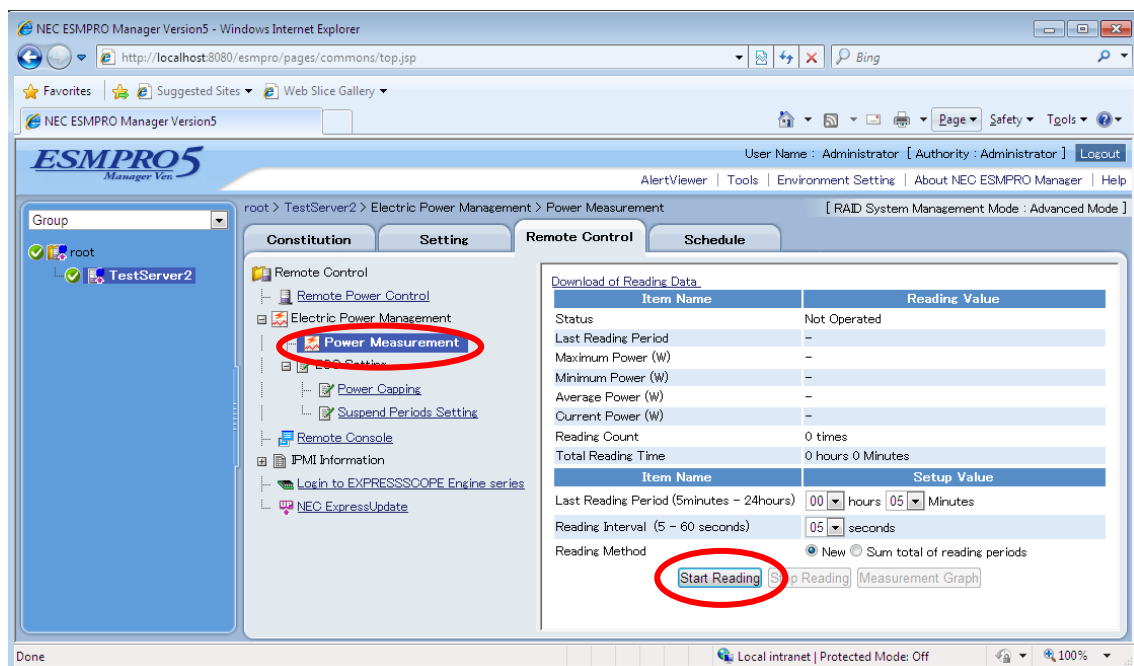 NEC ESMPRO Manager Version5 - Windows Internet Explorer
http://localhost:8080/esmpro/pages/commons/top.jsp
Bing
Favorites Suggested Sites Web Slice Gallery
NEC ESMPRO Manager Version5
Page Safety Tools
ESMPRO5
Manager Ver.
User Name : Administrator [ Authority : Administrator ] Logout
AlertViewer | Tools | Environment Setting | About NEC ESMPRO Manager | Help
Group
root
TestServer2
root > TestServer2 > Electric Power Management > Power Measurement
[ RAID System Management Mode : Advanced Mode ]
Constitution Setting Remote Control Schedule
Remote Control
Remote Power Control
Electric Power Management
Power Measurement
ECO Setting
Power Capping
Suspend Periods Setting
Remote Console
IPMI Information
Login to EXPRESSSCOPE Engine series
NEC ExpressUpdate
Download of Reading Data
Item Name Reading Value
Status Not Operated
Last Reading Period -
Maximum Power (W) -
Minimum Power (W) -
Average Power (W) -
Current Power (W) -
Reading Count 0 times
Total Reading Time 0 hours 0 Minutes
Item Name Setup Value
Last Reading Period (5minutes - 24hours) 00 hours 05 Minutes
Reading Interval (5 - 60 seconds) 05 seconds
Reading Method New Sum total of reading periods
Start Reading Stop Reading Measurement Graph
Done
Local intranet | Protected Mode: Off
100%